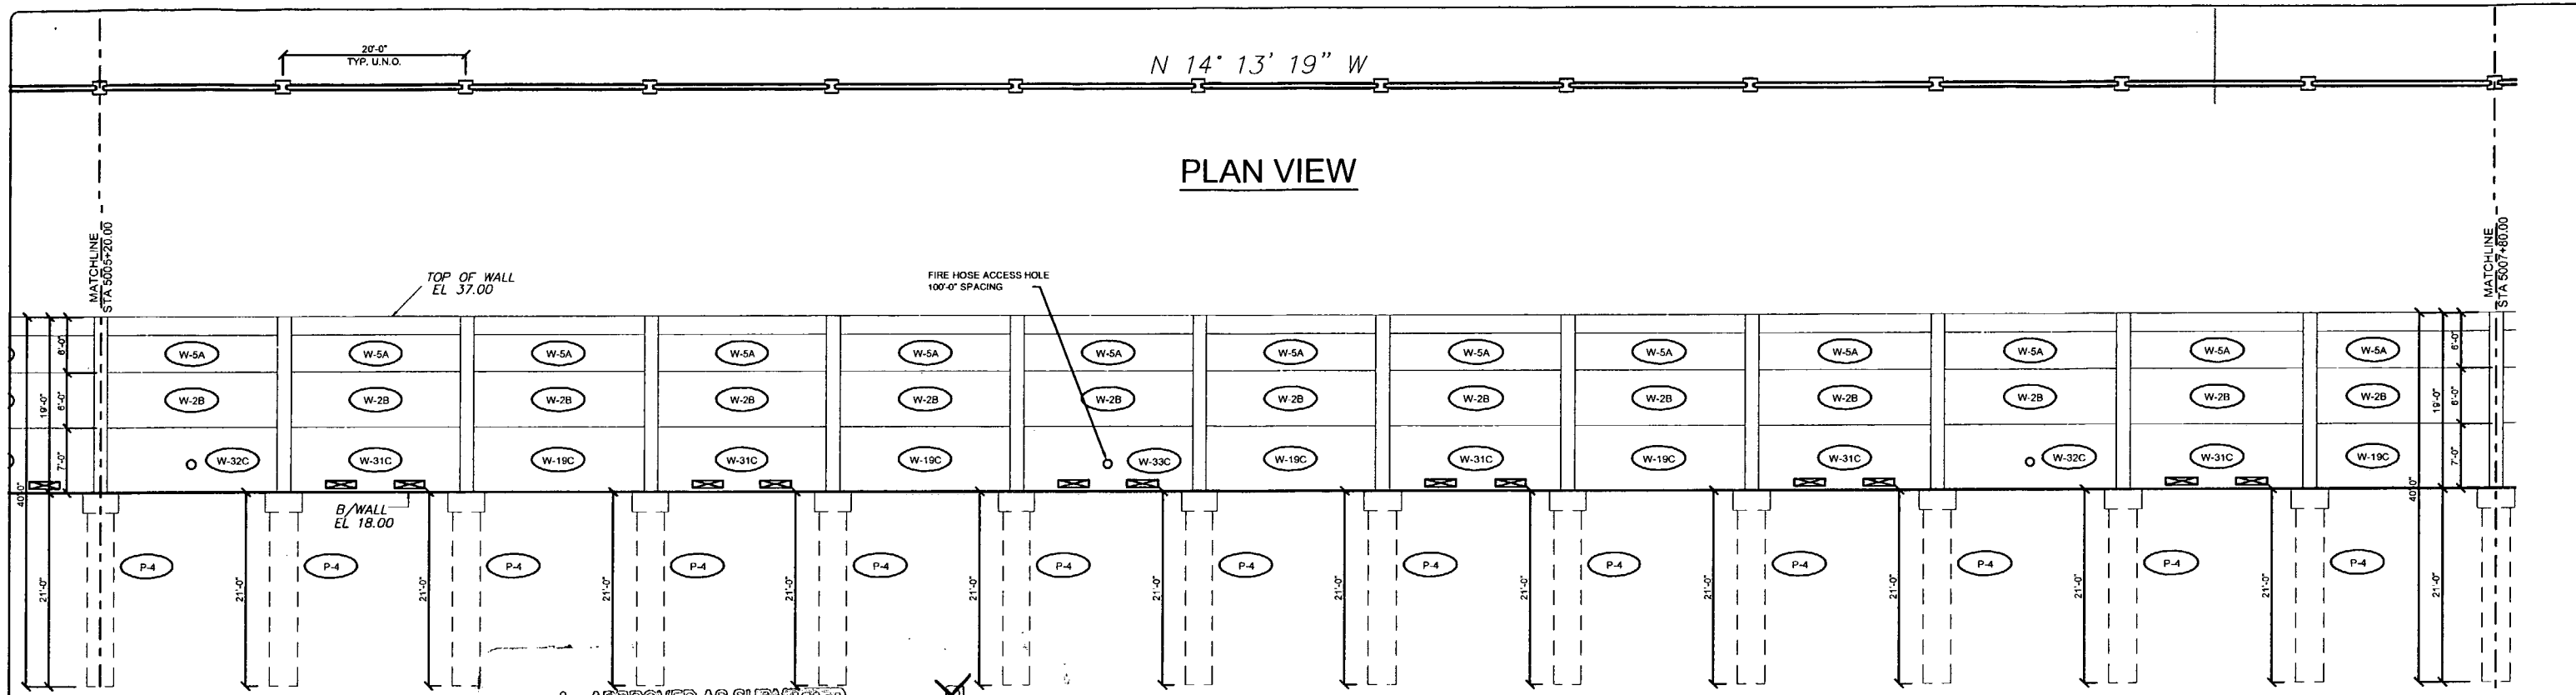 20'-0"
TYP. U.N.O.
N 14° 13' 19" W
PLAN VIEW
MATCHLINE
STA 5005+20.00
MATCHLINE
STA 5007+80.00
TOP OF WALL
EL 37.00
FIRE HOSE ACCESS HOLE
100'-0" SPACING
6'-0" W-5A W-5A W-5A W-5A W-5A W-5A W-5A W-5A W-5A W-5A W-5A W-5A W-5A 6'-0"
19'-0" 6'-0" W-2B W-2B W-2B W-2B W-2B W-2B W-2B W-2B W-2B W-2B W-2B W-2B W-2B 19'-0" 6'-0"
7'-0" W-32C W-31C W-19C W-31C W-19C W-33C W-19C W-31C W-19C W-31C W-32C W-31C W-19C 7'-0"
40'-0" 40'-0"
B/WALL
EL 18.00
P-4 P-4 P-4 P-4 P-4 P-4 P-4 P-4 P-4 P-4 P-4 P-4 P-4
21'-0" 21'-0" 21'-0" 21'-0" 21'-0" 21'-0" 21'-0" 21'-0" 21'-0" 21'-0" 21'-0" 21'-0" 21'-0" 21'-0"
APPROVED AS SUBMITTED